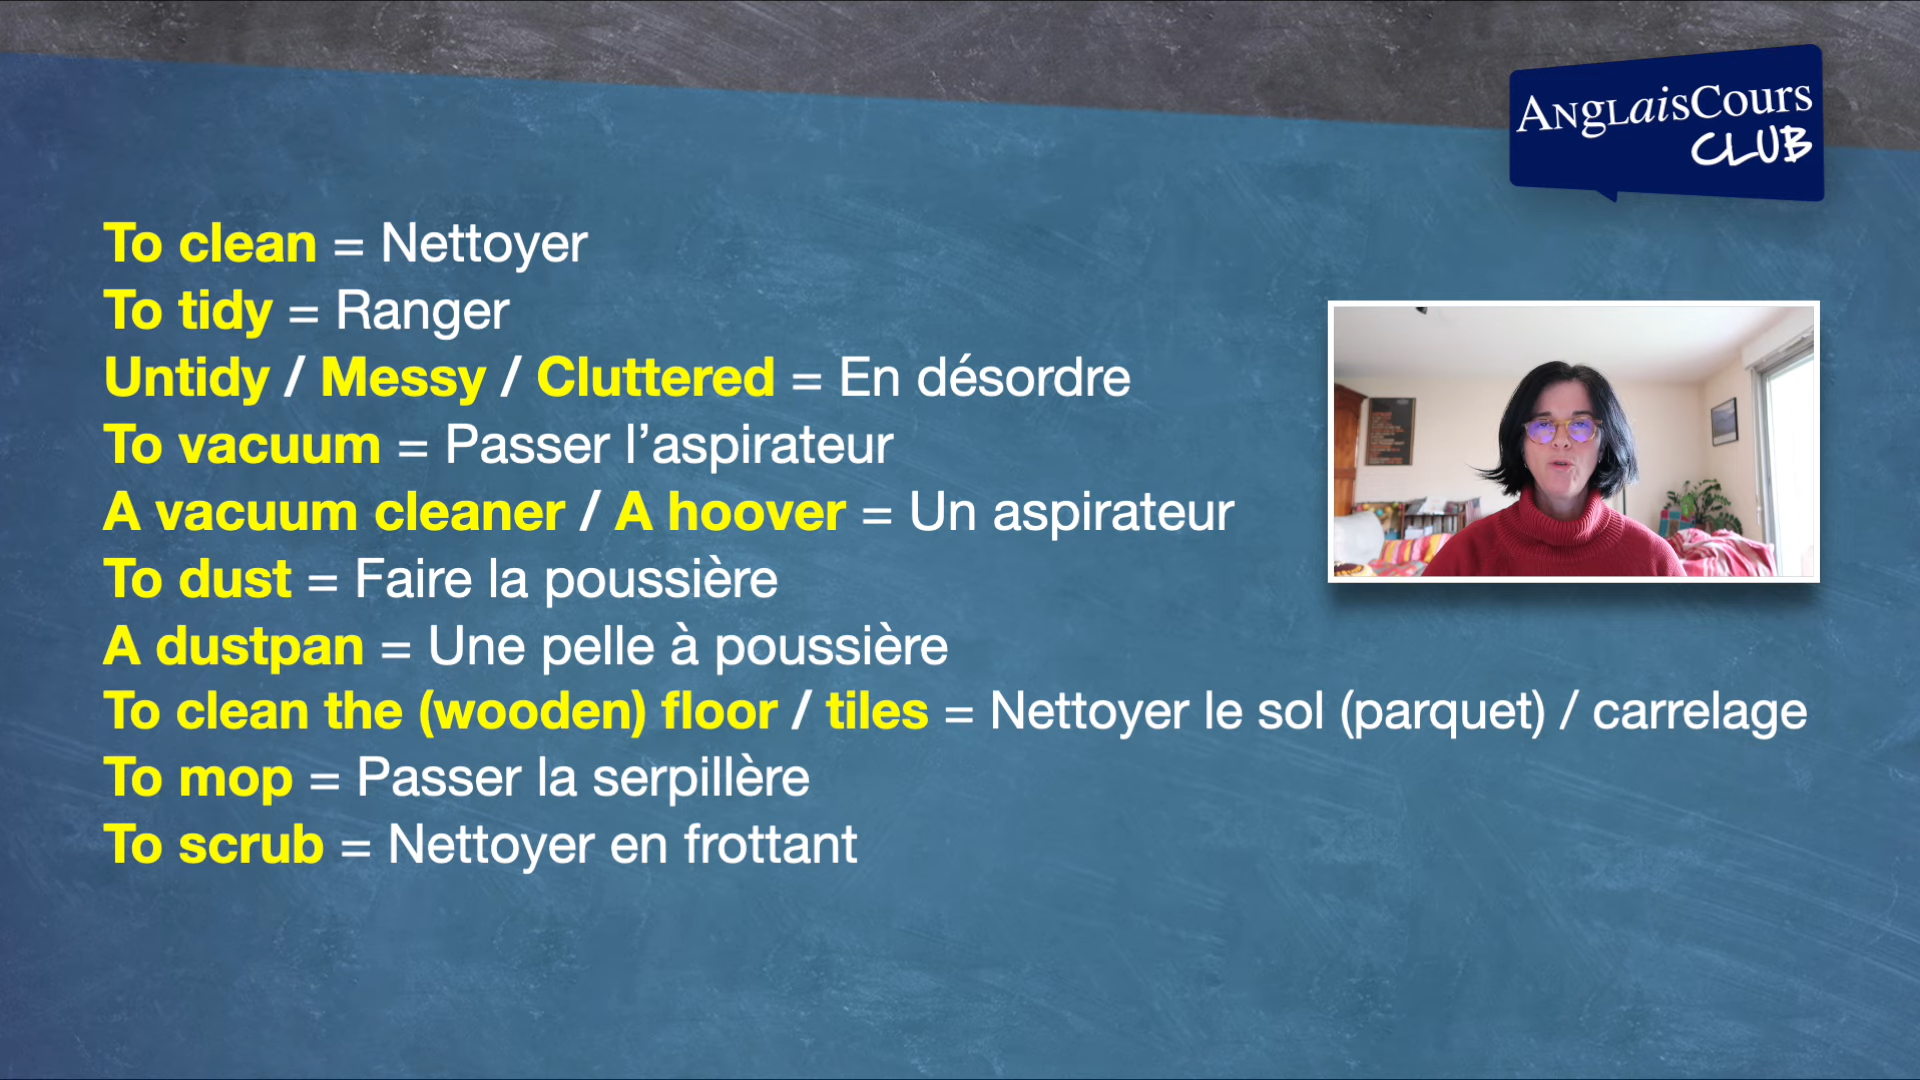 AnglaisCours
CLUB
To clean = Nettoyer
To tidy = Ranger
Untidy / Messy / Cluttered = En désordre
To vacuum = Passer l’aspirateur
A vacuum cleaner / A hoover = Un aspirateur
To dust = Faire la poussière
A dustpan = Une pelle à poussière
To clean the (wooden) floor / tiles = Nettoyer le sol (parquet) / carrelage
To mop = Passer la serpillère
To scrub = Nettoyer en frottant